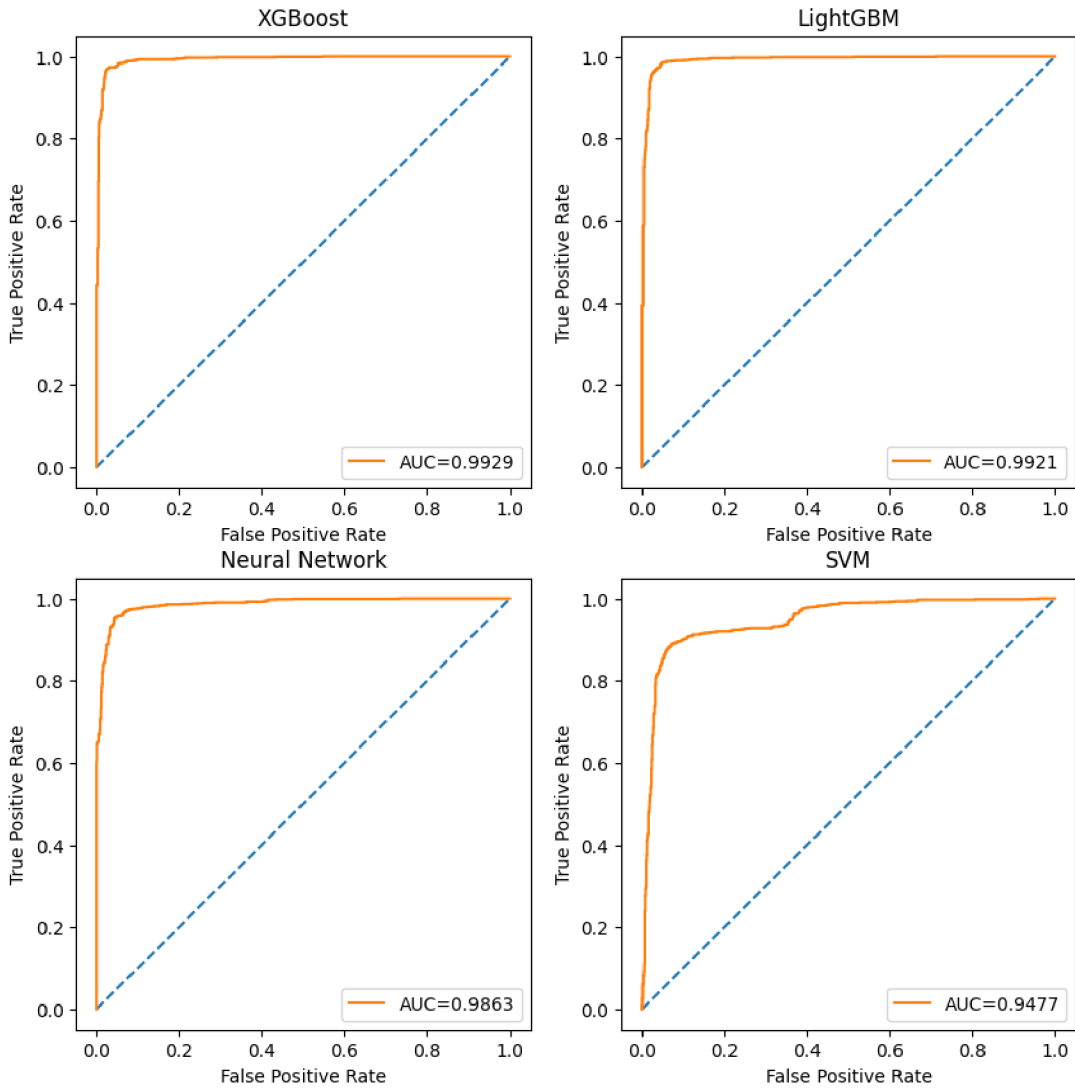 XGBoost
True Positive Rate
1.0
0.8
0.6
0.4
0.2
0.0
AUC=0.9929
0.0 0.2 0.4 0.6 0.8 1.0
False Positive Rate
LightGBM
True Positive Rate
1.0
0.8
0.6
0.4
0.2
0.0
AUC=0.9921
0.0 0.2 0.4 0.6 0.8 1.0
False Positive Rate
Neural Network
True Positive Rate
1.0
0.8
0.6
0.4
0.2
0.0
AUC=0.9863
0.0 0.2 0.4 0.6 0.8 1.0
False Positive Rate
SVM
True Positive Rate
1.0
0.8
0.6
0.4
0.2
0.0
AUC=0.9477
0.0 0.2 0.4 0.6 0.8 1.0
False Positive Rate